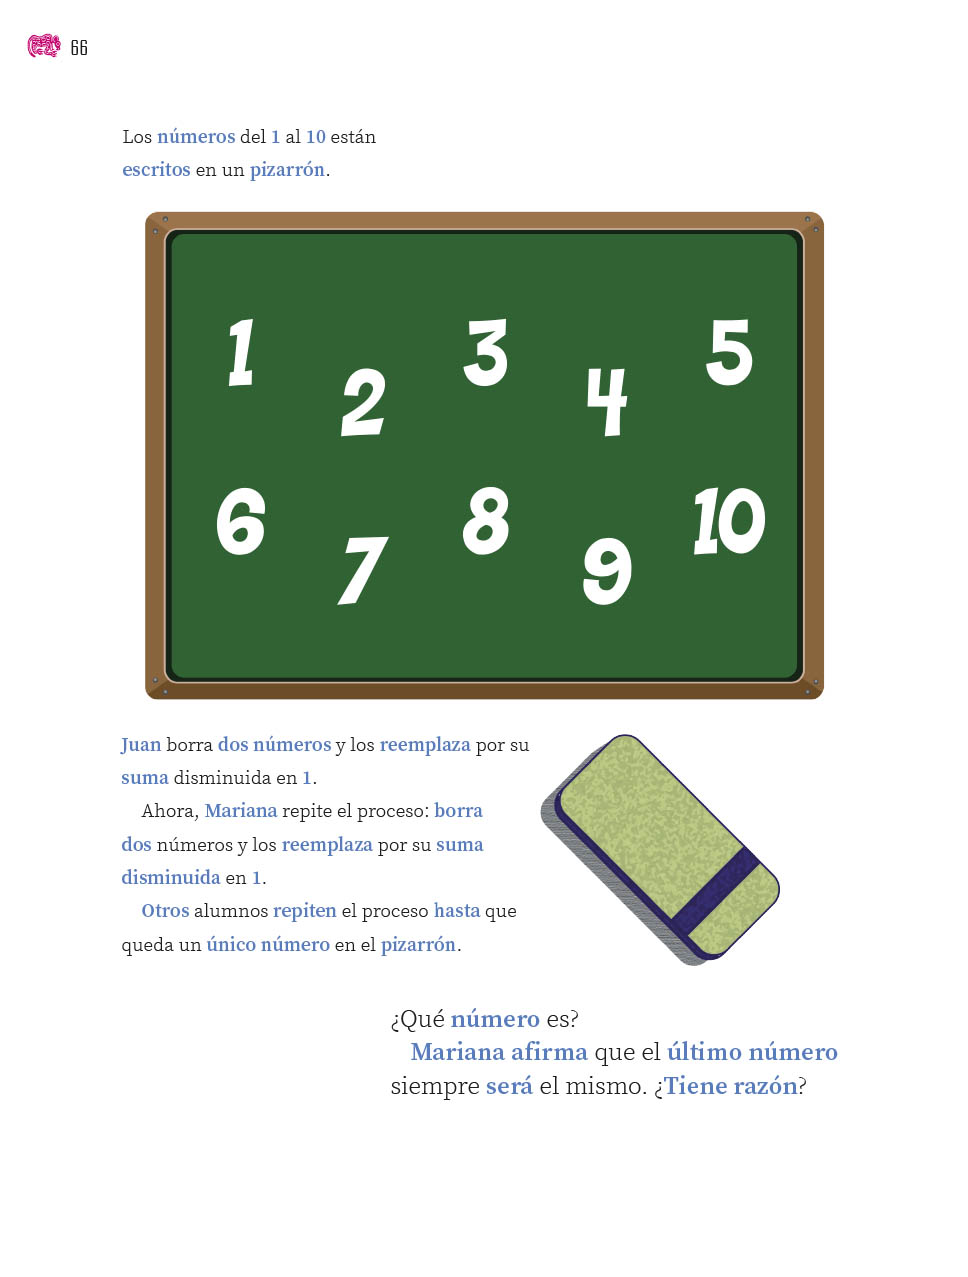 66
Los números del 1 al 10 están
escritos en un pizarrón.
1 2 3 4 5
6 7 8 9 10
Juan borra dos números y los reemplaza por su
suma disminuida en 1.
Ahora, Mariana repite el proceso: borra
dos números y los reemplaza por su suma
disminuida en 1.
Otros alumnos repiten el proceso hasta que
queda un único número en el pizarrón.
¿Qué número es?
Mariana afirma que el último número
siempre será el mismo. ¿Tiene razón?